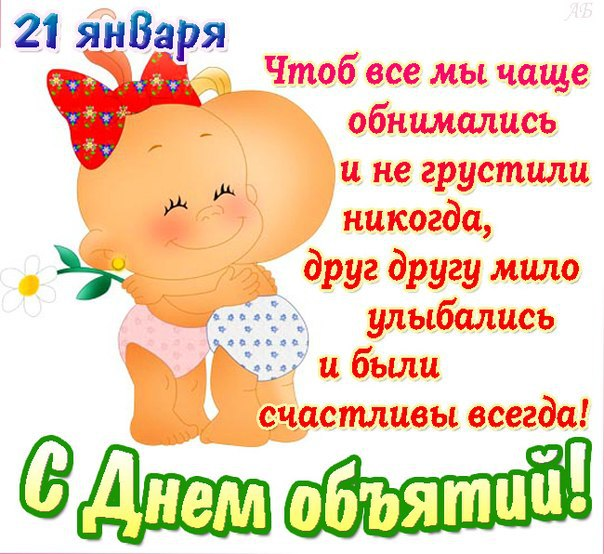 АБ
21 января
Чтоб все мы чаще
обнимались
и не грустили
никогда,
друг другу мило
улыбались
и были
счастливы всегда!
С Днем объятий!